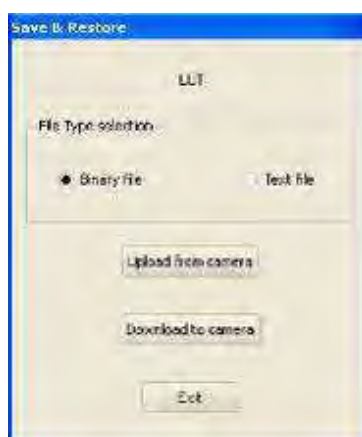 Save & Restore
LUT
File Type selection
Binary file
Text file
Upload from camera
Download to camera
Exit